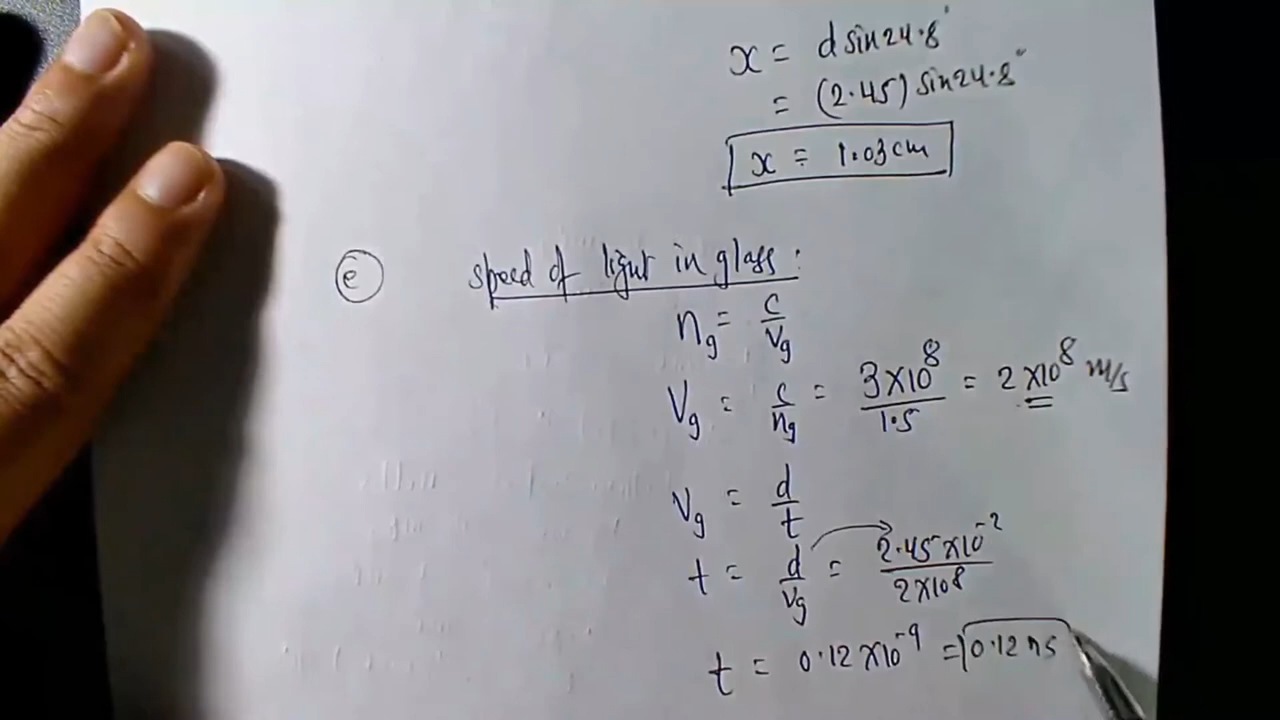 x = d sin24.8°
= (2.45) sin24.8°
x = 1.03cm
(e) speed of light in glass :
n_g = c/v_g
V_g = c/n_g = 3×10^8/1.5 = 2×10^8 m/s
V_g = d/t
t = d/v_g = 2.45×10^-2/2×10^8
t = 0.12×10^-9 = 0.12 ns